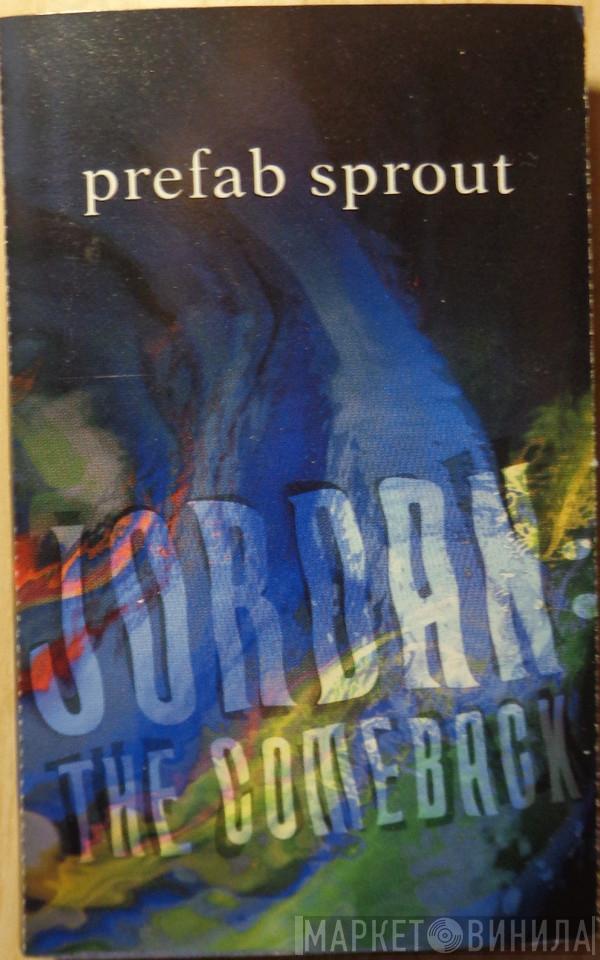 prefab sprout
JORDAN
THE COMEBACK
МАРКЕТ ВИНИЛА